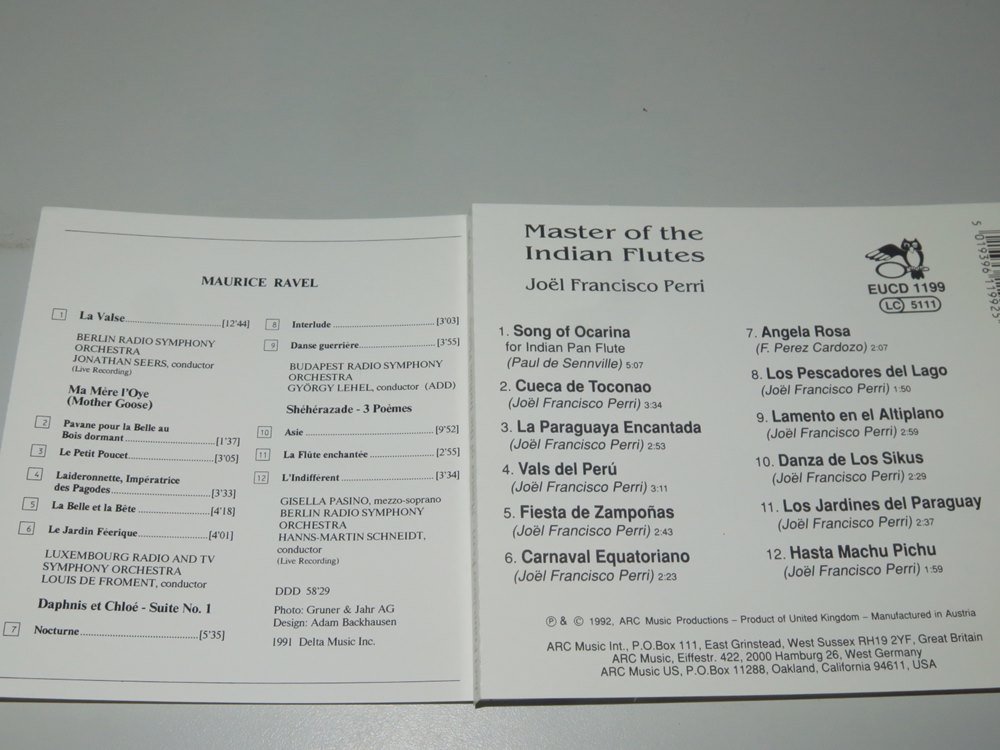 MAURICE RAVEL
1 La Valse [12'44]
BERLIN RADIO SYMPHONY
ORCHESTRA
JONATHAN SEERS, conductor
(Live Recording)
Ma Mère l'Oye
(Mother Goose)
2 Pavane pour la Belle au
Bois dormant [1'37]
3 Le Petit Poucet [3'05]
4 Laideronnette, Impératrice
des Pagodes [3'33]
5 La Belle et la Bête [4'18]
6 Le Jardin Féerique [4'01]
LUXEMBOURG RADIO AND TV
SYMPHONY ORCHESTRA
LOUIS DE FROMENT, conductor
Daphnis et Chloé - Suite No. 1
7 Nocturne [5'35]
8 Interlude [3'03]
9 Danse guerrière [3'55]
BUDAPEST RADIO SYMPHONY
ORCHESTRA
GYÖRGY LEHEL, conductor (ADD)
Shéhérazade - 3 Poèmes
10 Asie [9'52]
11 La Flûte enchantée [2'55]
12 L'Indifférent [3'34]
GISELLA PASINO, mezzo-soprano
BERLIN RADIO SYMPHONY
ORCHESTRA
HANNS-MARTIN SCHNEIDT,
conductor
(Live Recording)
DDD 58'29
Photo: Gruner & Jahr AG
Design: Adam Backhausen
1991 Delta Music Inc.
Master of the
Indian Flutes
Joël Francisco Perri
EUCD 1199
LC 5111
5 019396 119925
1. Song of Ocarina
for Indian Pan Flute
(Paul de Sennville) 5:07
2. Cueca de Toconao
(Joël Francisco Perri) 3:34
3. La Paraguaya Encantada
(Joël Francisco Perri) 2:53
4. Vals del Perú
(Joël Francisco Perri) 3:11
5. Fiesta de Zampoñas
(Joël Francisco Perri) 2:43
6. Carnaval Equatoriano
(Joël Francisco Perri) 2:23
7. Angela Rosa
(F. Perez Cardozo) 2:07
8. Los Pescadores del Lago
(Joël Francisco Perri) 1:50
9. Lamento en el Altiplano
(Joël Francisco Perri) 2:59
10. Danza de Los Sikus
(Joël Francisco Perri) 2:29
11. Los Jardines del Paraguay
(Joël Francisco Perri) 2:37
12. Hasta Machu Pichu
(Joël Francisco Perri) 1:59
℗ & © 1992, ARC Music Productions – Product of United Kingdom – Manufactured in Austria
ARC Music Int., P.O.Box 111, East Grinstead, West Sussex RH19 2YF, Great Britain
ARC Music, Eiffestr. 422, 2000 Hamburg 26, West Germany
ARC Music US, P.O.Box 11288, Oakland, California 94611, USA